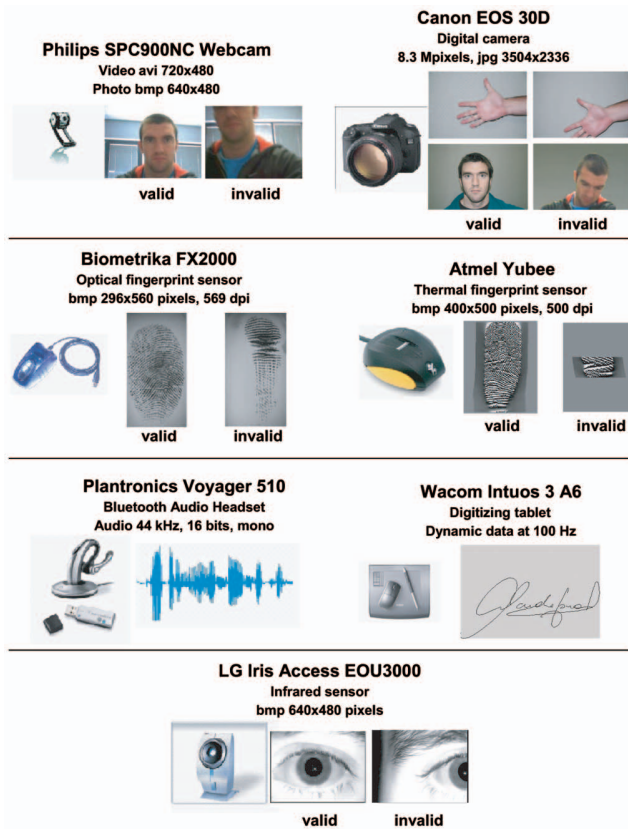 Philips SPC900NC Webcam
Video avi 720x480
Photo bmp 640x480
valid
invalid
Canon EOS 30D
Digital camera
8.3 Mpixels, jpg 3504x2336
valid
invalid
Biometrika FX2000
Optical fingerprint sensor
bmp 296x560 pixels, 569 dpi
valid
invalid
Atmel Yubee
Thermal fingerprint sensor
bmp 400x500 pixels, 500 dpi
valid
invalid
Plantronics Voyager 510
Bluetooth Audio Headset
Audio 44 kHz, 16 bits, mono
Wacom Intuos 3 A6
Digitizing tablet
Dynamic data at 100 Hz
LG Iris Access EOU3000
Infrared sensor
bmp 640x480 pixels
valid
invalid